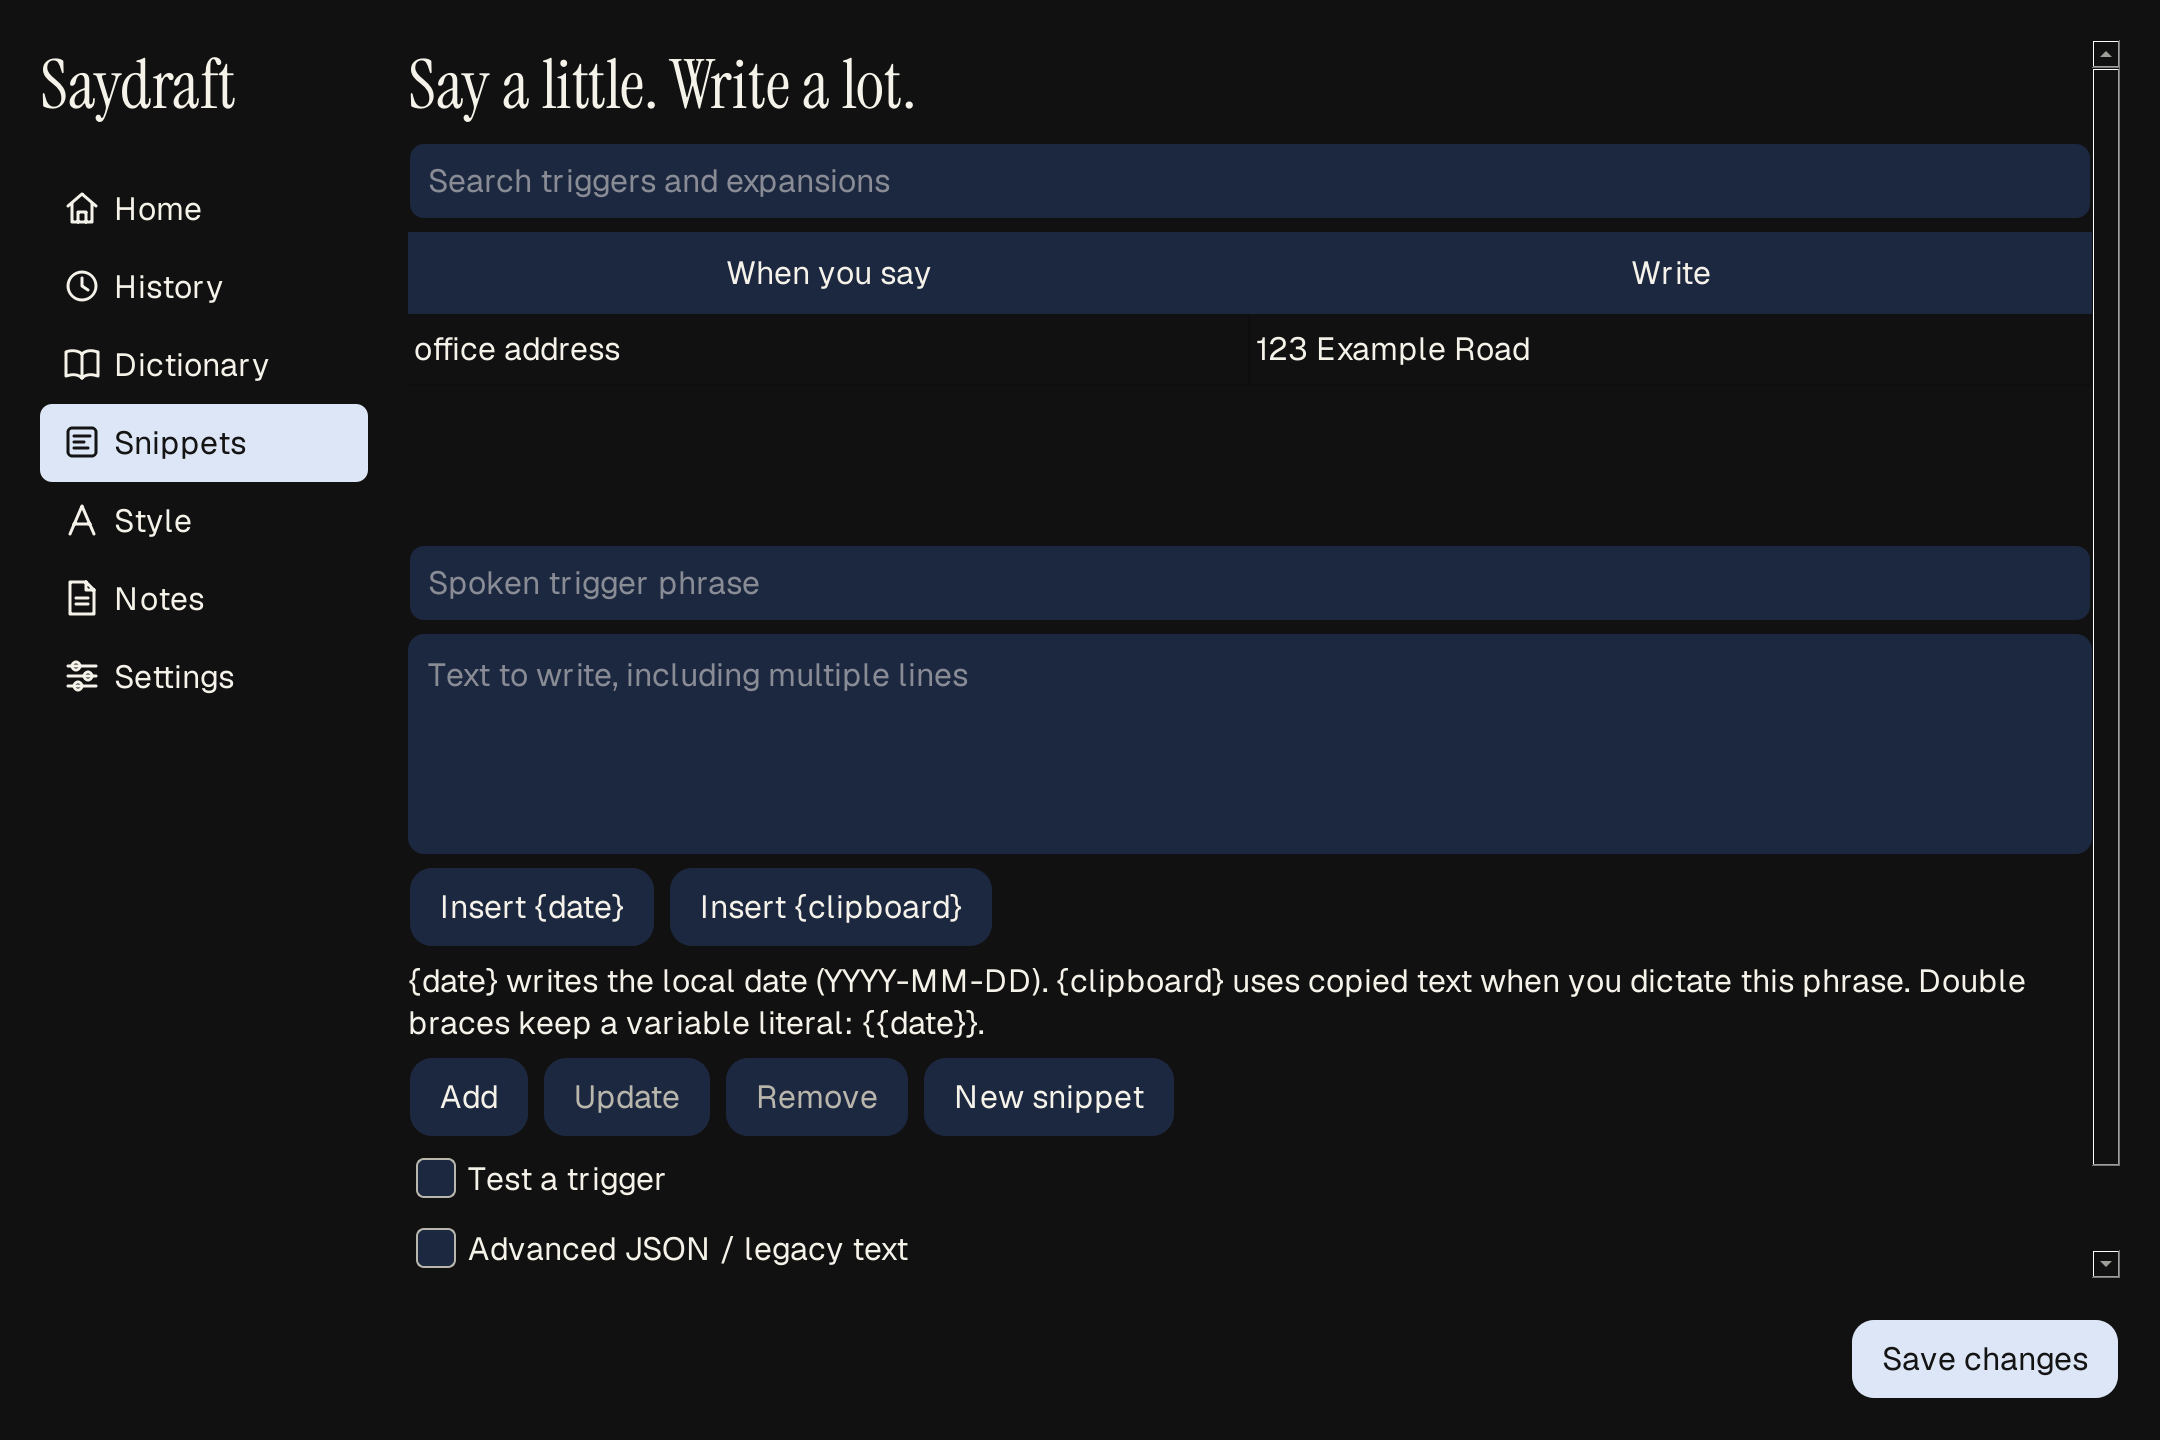 Saydraft
Home
History
Dictionary
Snippets
Style
Notes
Settings
Say a little. Write a lot.
Search triggers and expansions
When you say
Write
office address
123 Example Road
Spoken trigger phrase
Text to write, including multiple lines
Insert {date}
Insert {clipboard}
{date} writes the local date (YYYY-MM-DD). {clipboard} uses copied text when you dictate this phrase. Double
braces keep a variable literal: {{date}}.
Add
Update
Remove
New snippet
Test a trigger
Advanced JSON / legacy text
Save changes